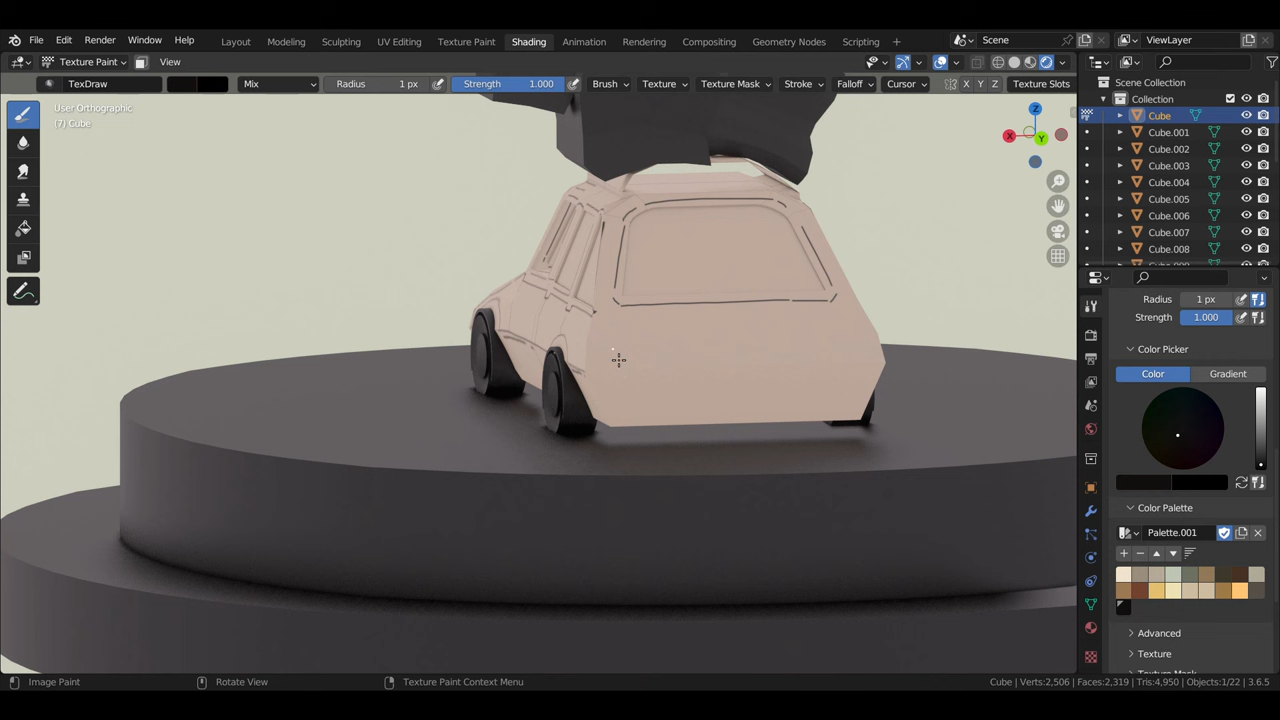 File Edit Render Window Help Layout Modeling Sculpting UV Editing Texture Paint Shading Animation Rendering Compositing Geometry Nodes Scripting + Scene ViewLayer
Texture Paint View
TexDraw Mix Radius 1 px Strength 1.000 Brush Texture Texture Mask Stroke Falloff Cursor X Y Z Texture Slots
User Orthographic
(7) Cube
Z
X
Y
Scene Collection
Collection
Cube
Cube.001
Cube.002
Cube.003
Cube.004
Cube.005
Cube.006
Cube.007
Cube.008
Radius 1 px
Strength 1.000
Color Picker
Color Gradient
Color Palette
Palette.001
Advanced
Texture
Image Paint Rotate View Texture Paint Context Menu Cube | Verts:2,506 | Faces:2,319 | Tris:4,950 | Objects:1/22 | 3.6.5